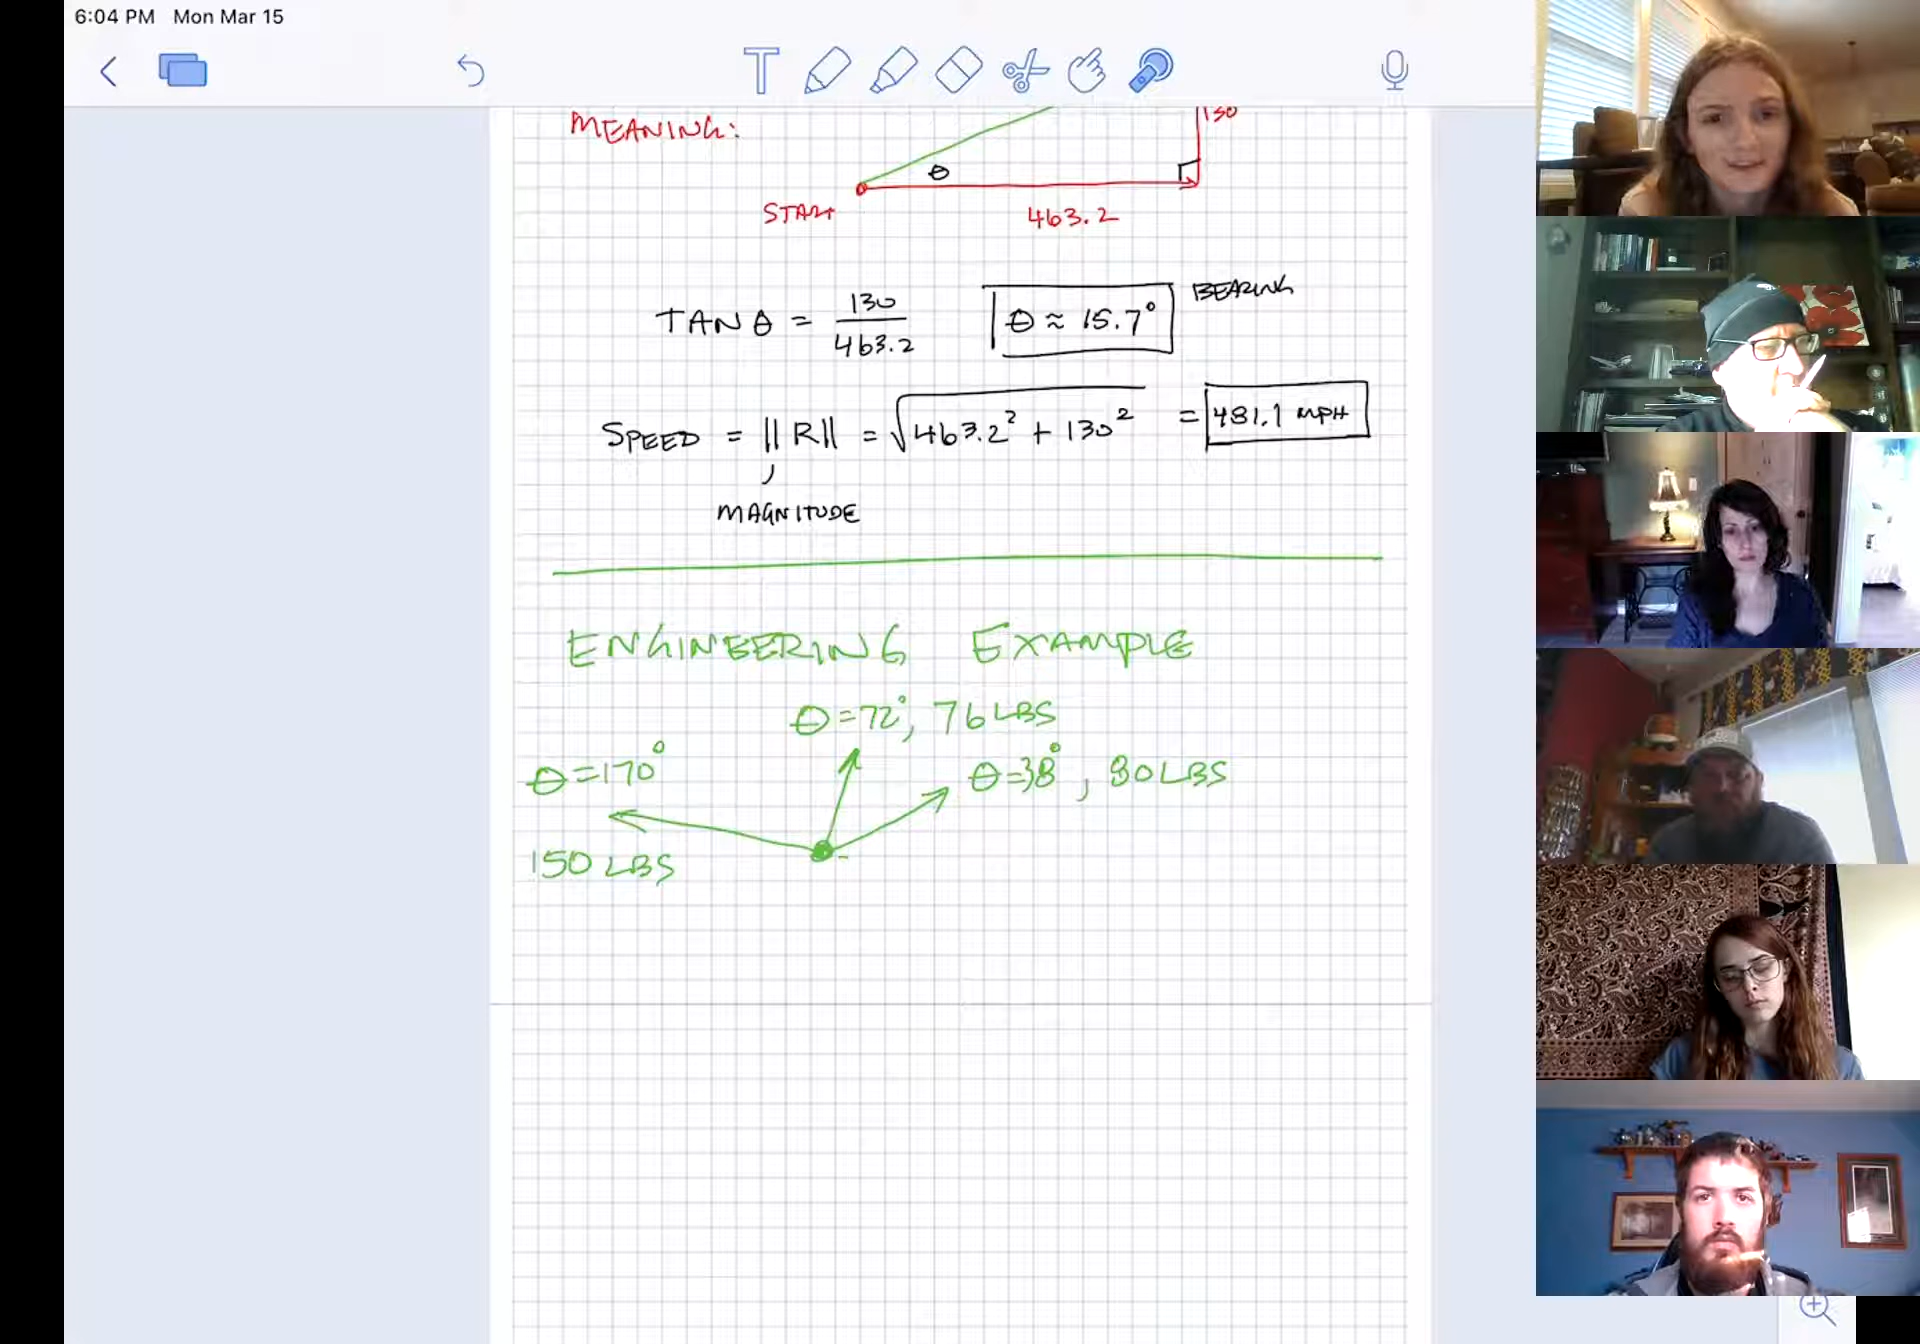 6:04 PM Mon Mar 15
T
MEANING:
130
θ
START
463.2
TAN θ = 130 / 463.2
θ ≈ 15.7° BEARING
SPEED = ||R|| = √463.2² + 130² = 481.1 MPH
MAGNITUDE
ENGINEERING EXAMPLE
θ=72°, 76 LBS
θ=170°
θ=38°, 80 LBS
150 LBS